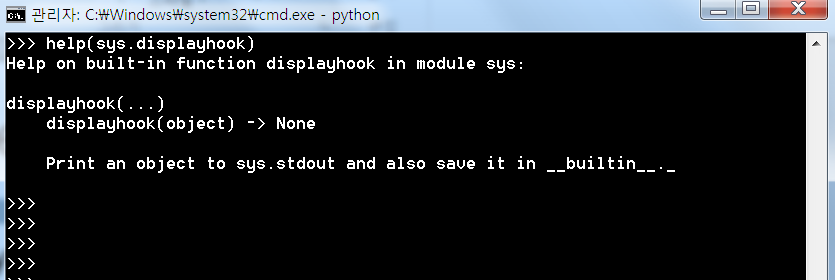 관리자: C:₩Windows₩system32₩cmd.exe - python
>>> help(sys.displayhook)
Help on built-in function displayhook in module sys:
displayhook(...)
displayhook(object) -> None
Print an object to sys.stdout and also save it in __builtin__._
>>>
>>>
>>>
>>>